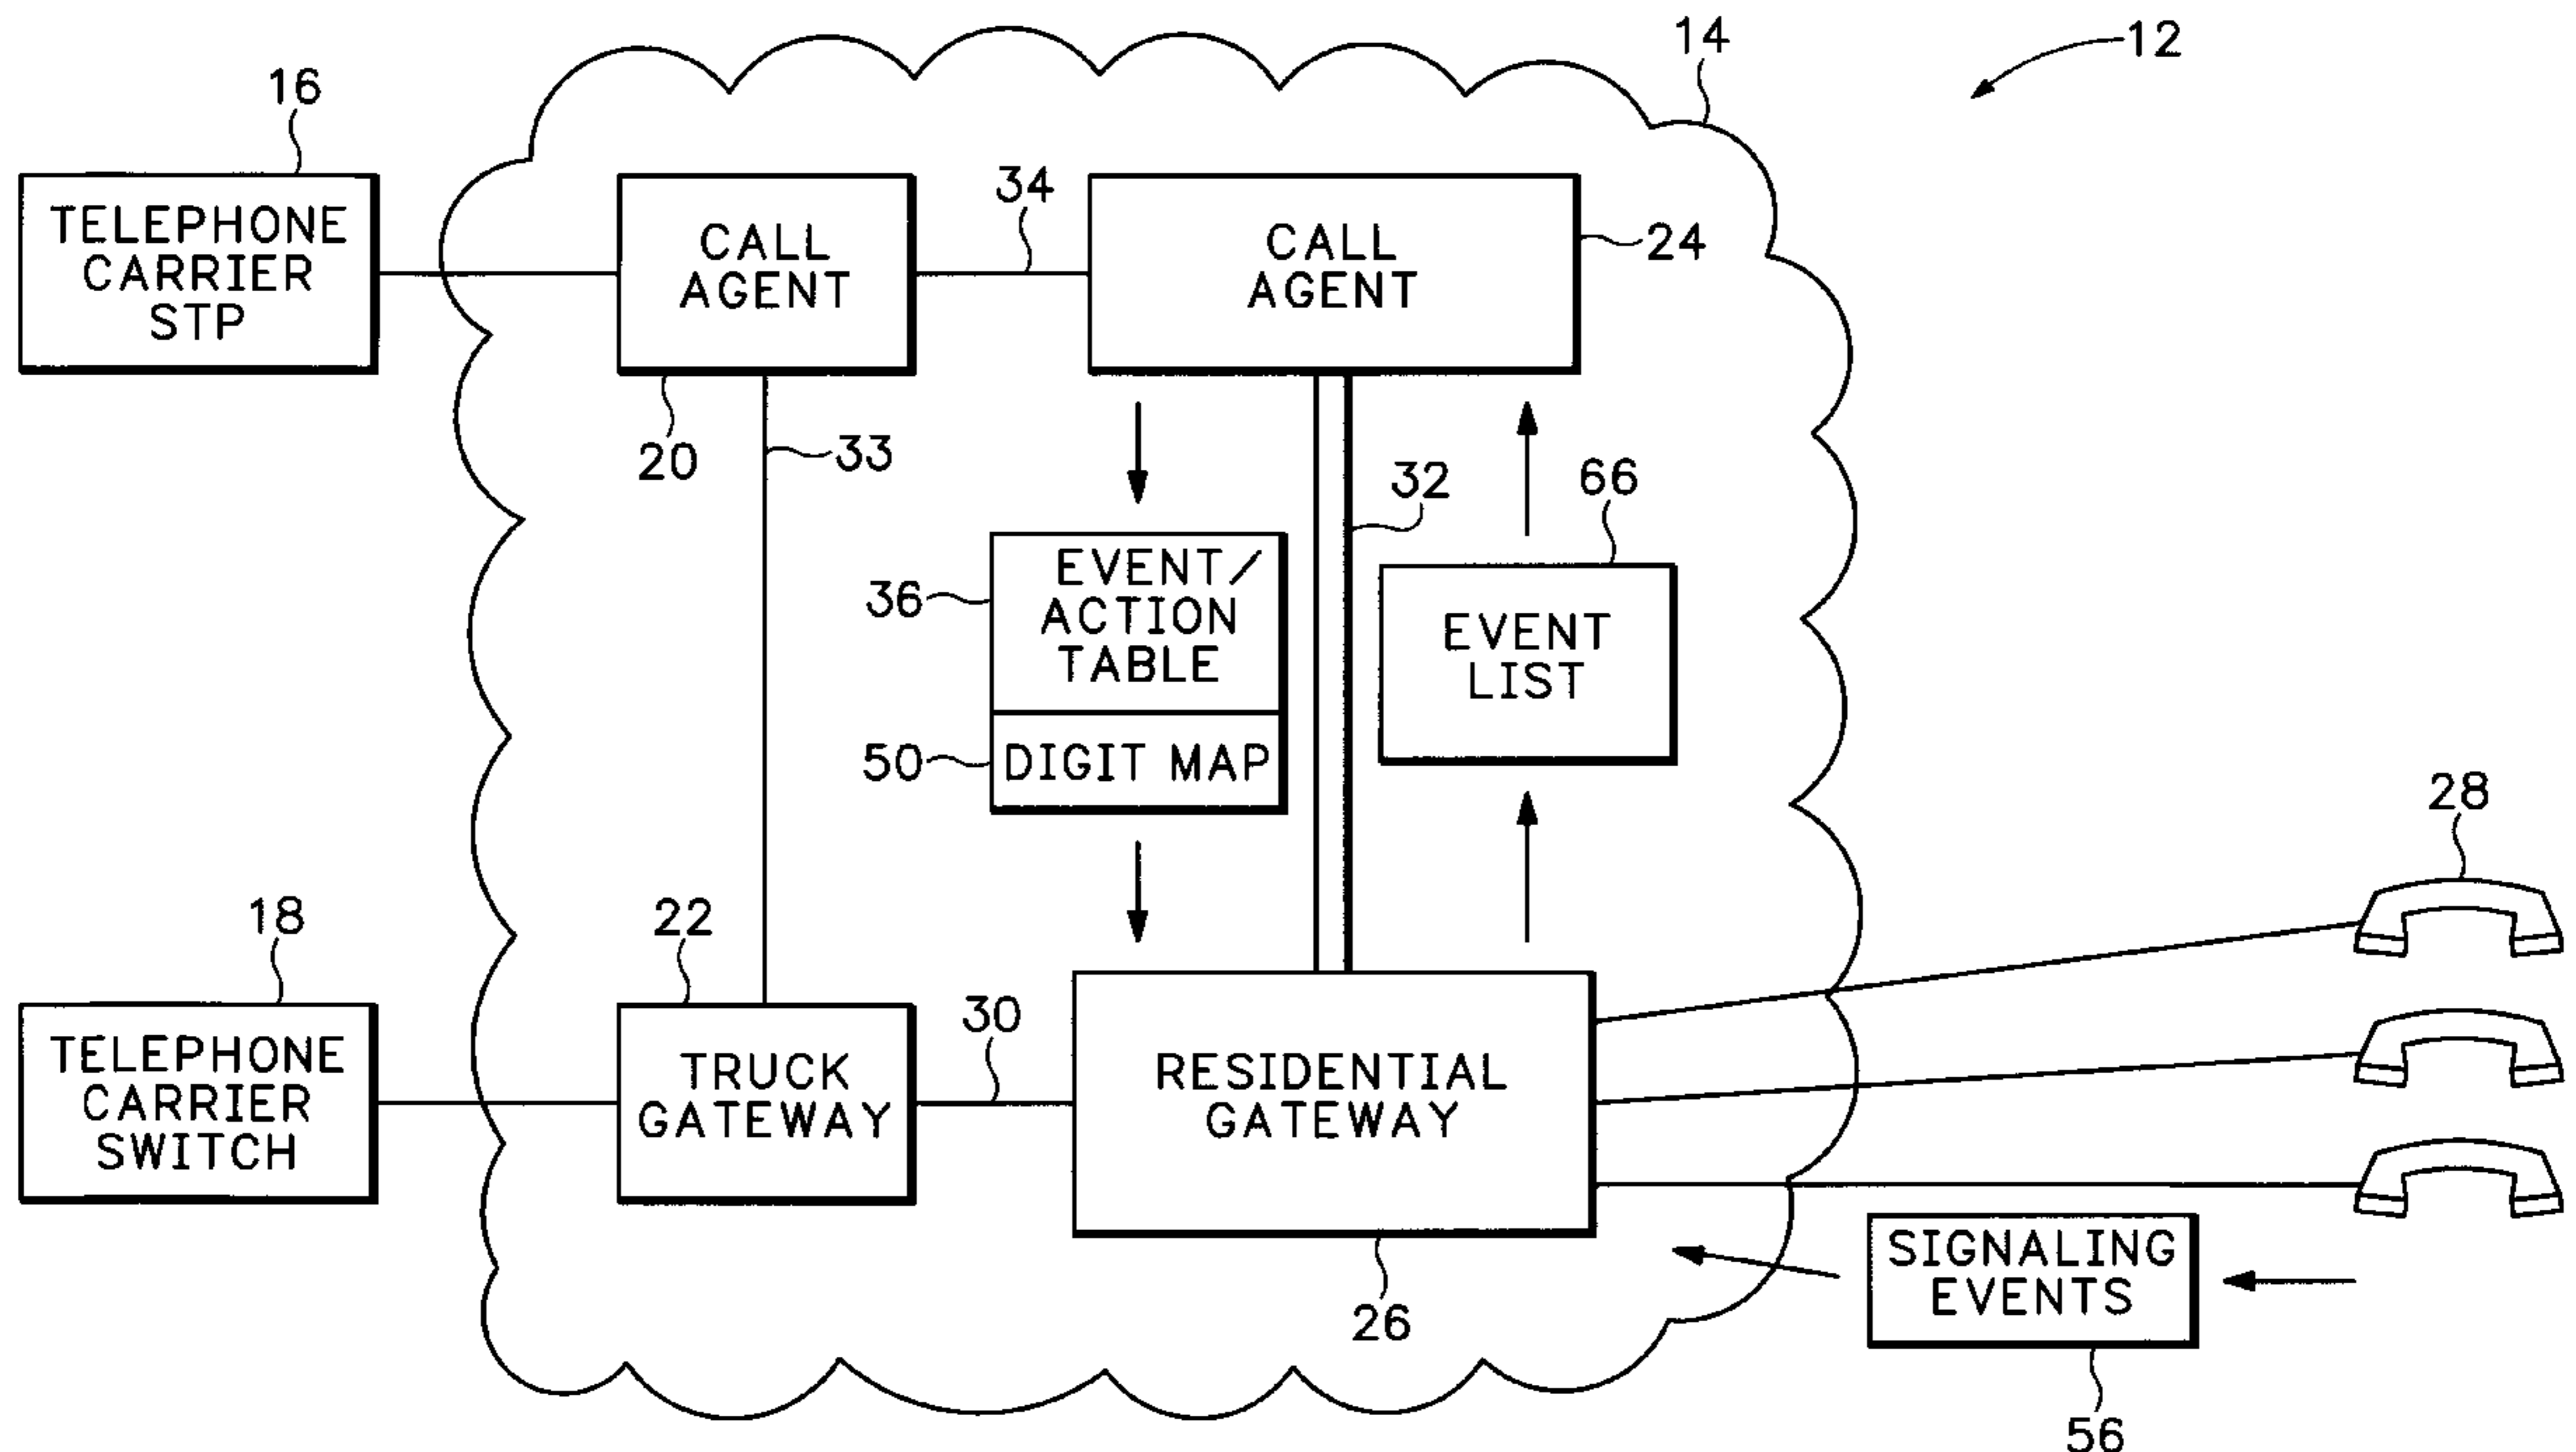 12
14
16
TELEPHONE
CARRIER
STP
CALL
AGENT
20
34
CALL
AGENT
24
33
32
66
36
EVENT/
ACTION
TABLE
50
DIGIT MAP
EVENT
LIST
28
18
TELEPHONE
CARRIER
SWITCH
22
TRUCK
GATEWAY
30
RESIDENTIAL
GATEWAY
26
SIGNALING
EVENTS
56